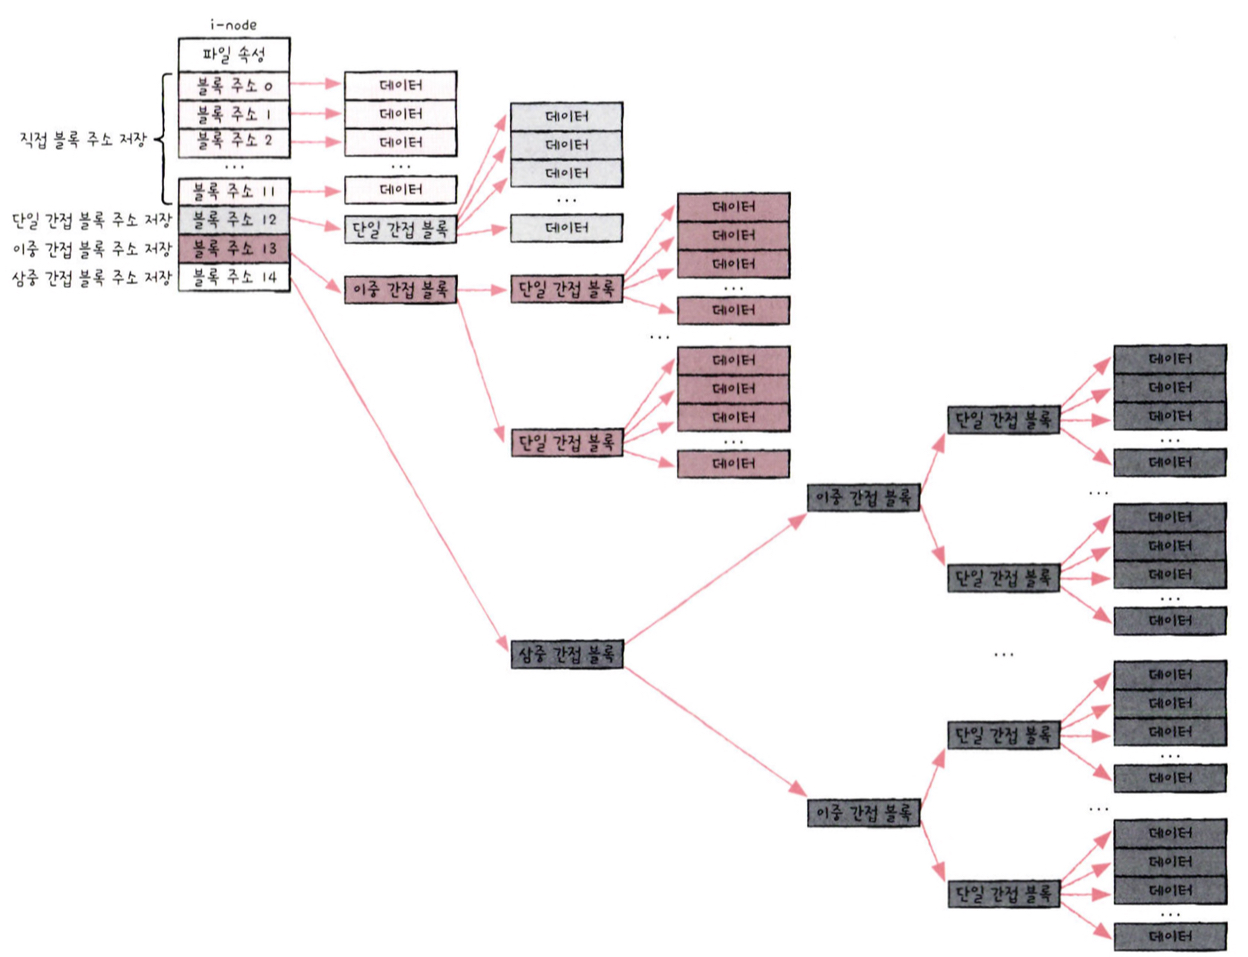 i-node
파일 속성
블록 주소 0
블록 주소 1
블록 주소 2
...
블록 주소 11
블록 주소 12
블록 주소 13
블록 주소 14
직접 블록 주소 저장
단일 간접 블록 주소 저장
이중 간접 블록 주소 저장
삼중 간접 블록 주소 저장
데이터
데이터
데이터
...
데이터
단일 간접 블록
데이터
데이터
데이터
...
데이터
이중 간접 블록
단일 간접 블록
데이터
데이터
데이터
...
데이터
...
단일 간접 블록
데이터
데이터
데이터
...
데이터
삼중 간접 블록
이중 간접 블록
단일 간접 블록
데이터
데이터
데이터
...
데이터
...
단일 간접 블록
데이터
데이터
데이터
...
데이터
...
이중 간접 블록
단일 간접 블록
데이터
데이터
데이터
...
데이터
...
단일 간접 블록
데이터
데이터
데이터
...
데이터